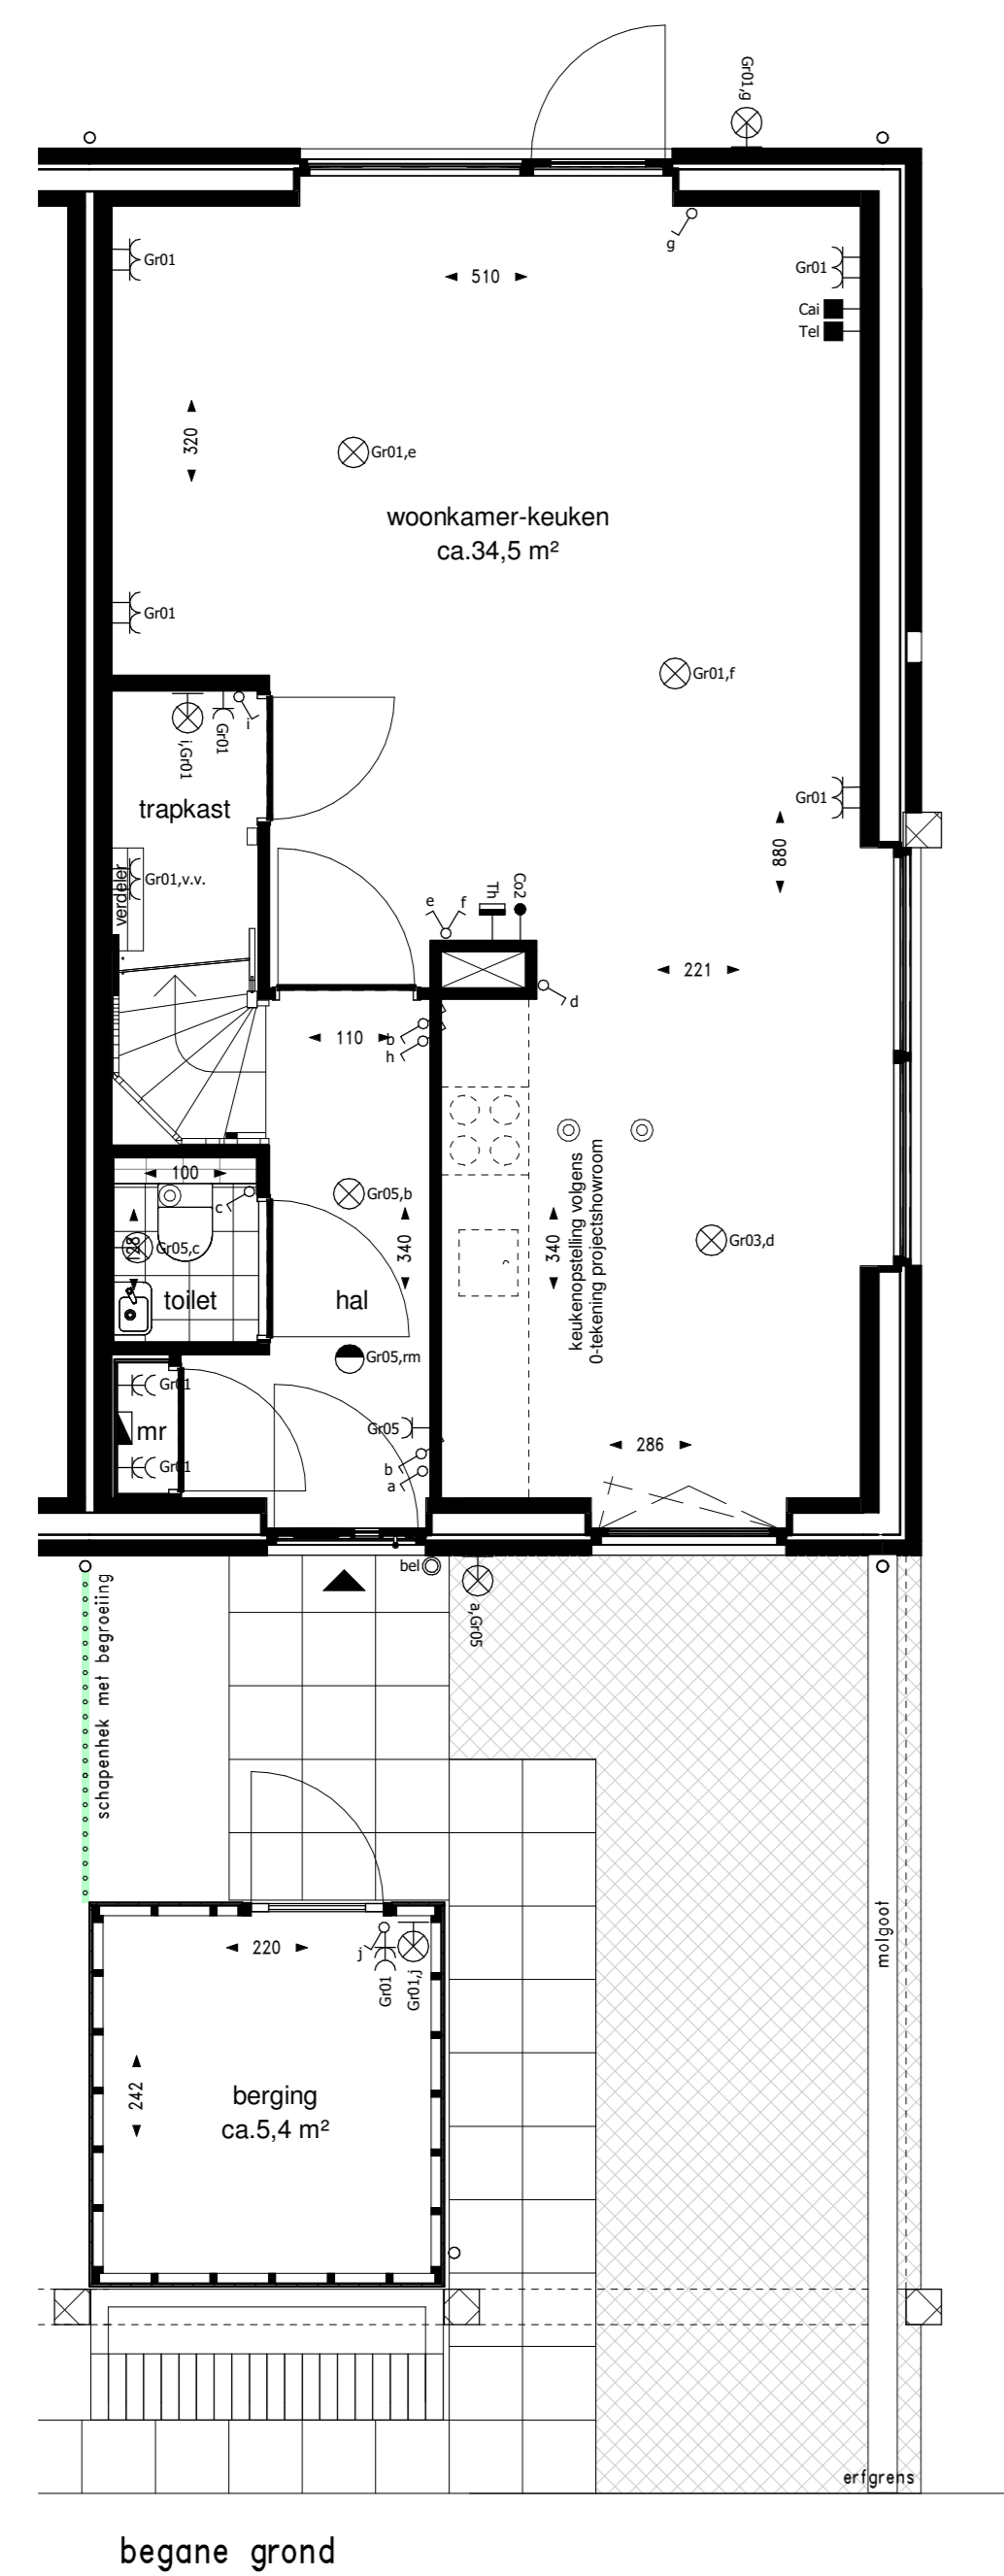 Gr01,g
g
Gr01
510
Gr01
Cai
Tel
320
Gr01,e
woonkamer-keuken
ca.34,5 m²
Gr01
Gr01,f
i
Gr01
i,Gr01
trapkast
Gr01
880
verdeler
Gr01,v.v.
e
f
Th
Co2
221
d
110
b
h
100
c
Gr05,b
128
Gr05,c
340
340
keukenopstelling volgens
0-tekening projectshowroom
Gr03,d
toilet
hal
Gr05,rm
Gr01
mr
Gr05
286
Gr01
b
a
bel
a,Gr05
schapenhek met begroeiing
molgoot
220
j
Gr01
Gr01,j
242
berging
ca.5,4 m²
erfgrens
begane grond